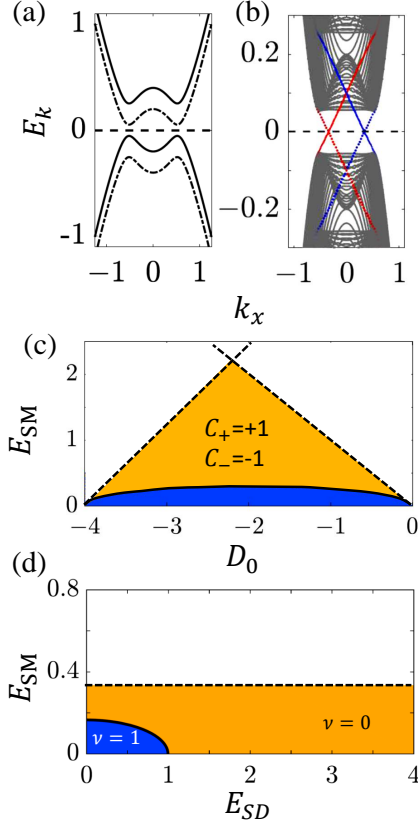 (a) (b)
1 0.2
E_k 0 0
-1 −0.2
−1 0 1 −1 0 1
k_x
(c)
2
E_SM 1
C_+=+1
C_−=-1
0
−4 −3 −2 −1 0
D_0
(d)
0.8
E_SM 0.4
ν = 0
ν = 1
0
0 1 2 3 4
E_SD